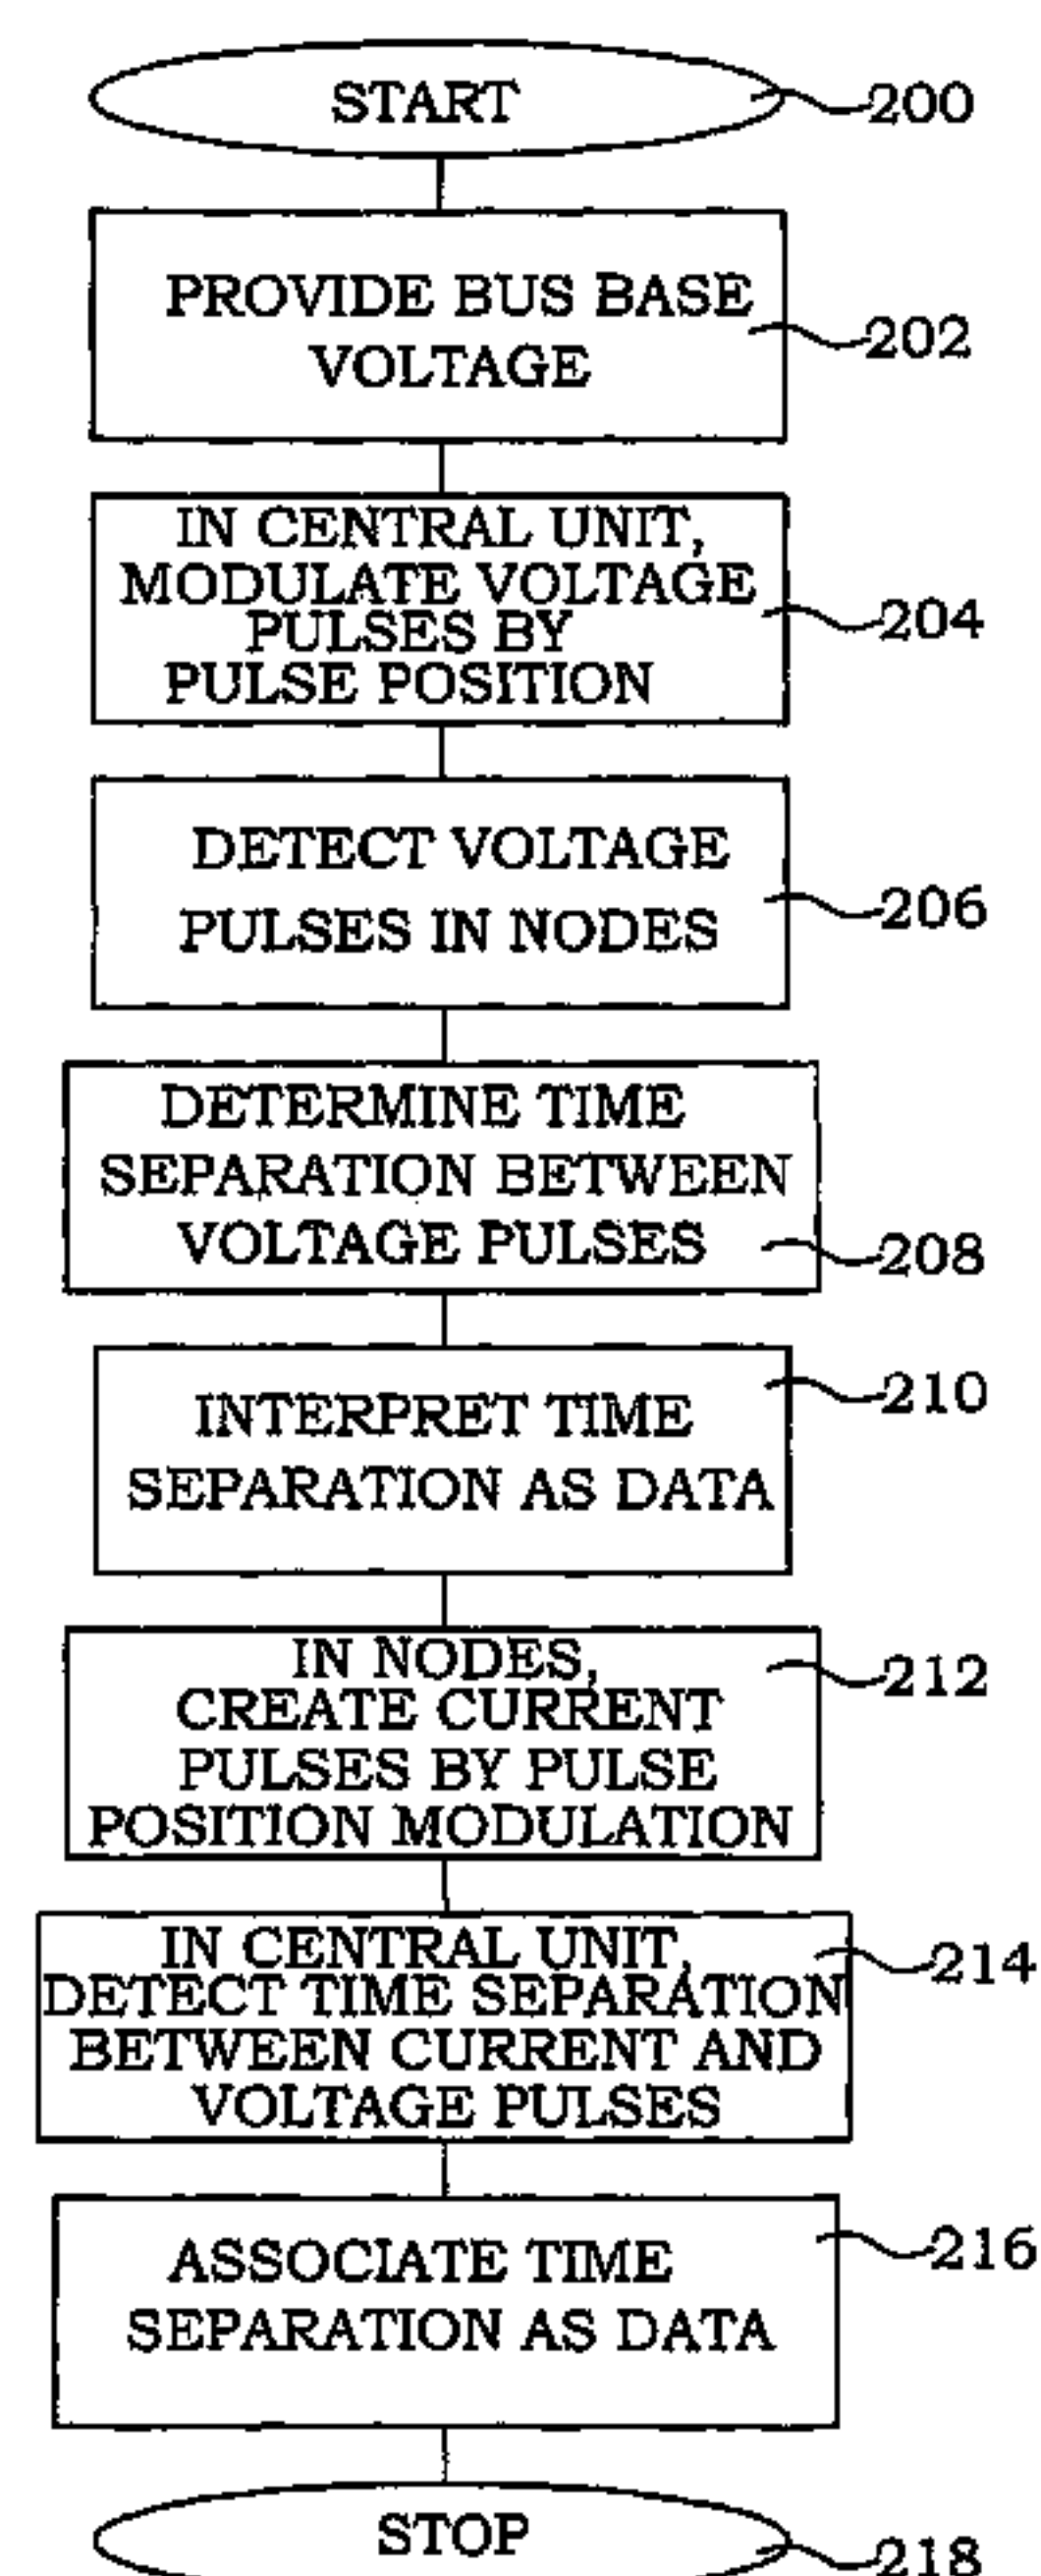 START
200
PROVIDE BUS BASE
VOLTAGE
202
IN CENTRAL UNIT,
MODULATE VOLTAGE
PULSES BY
PULSE POSITION
204
DETECT VOLTAGE
PULSES IN NODES
206
DETERMINE TIME
SEPARATION BETWEEN
VOLTAGE PULSES
208
INTERPRET TIME
SEPARATION AS DATA
210
IN NODES,
CREATE CURRENT
PULSES BY PULSE
POSITION MODULATION
212
IN CENTRAL UNIT,
DETECT TIME SEPARATION
BETWEEN CURRENT AND
VOLTAGE PULSES
214
ASSOCIATE TIME
SEPARATION AS DATA
216
STOP
218